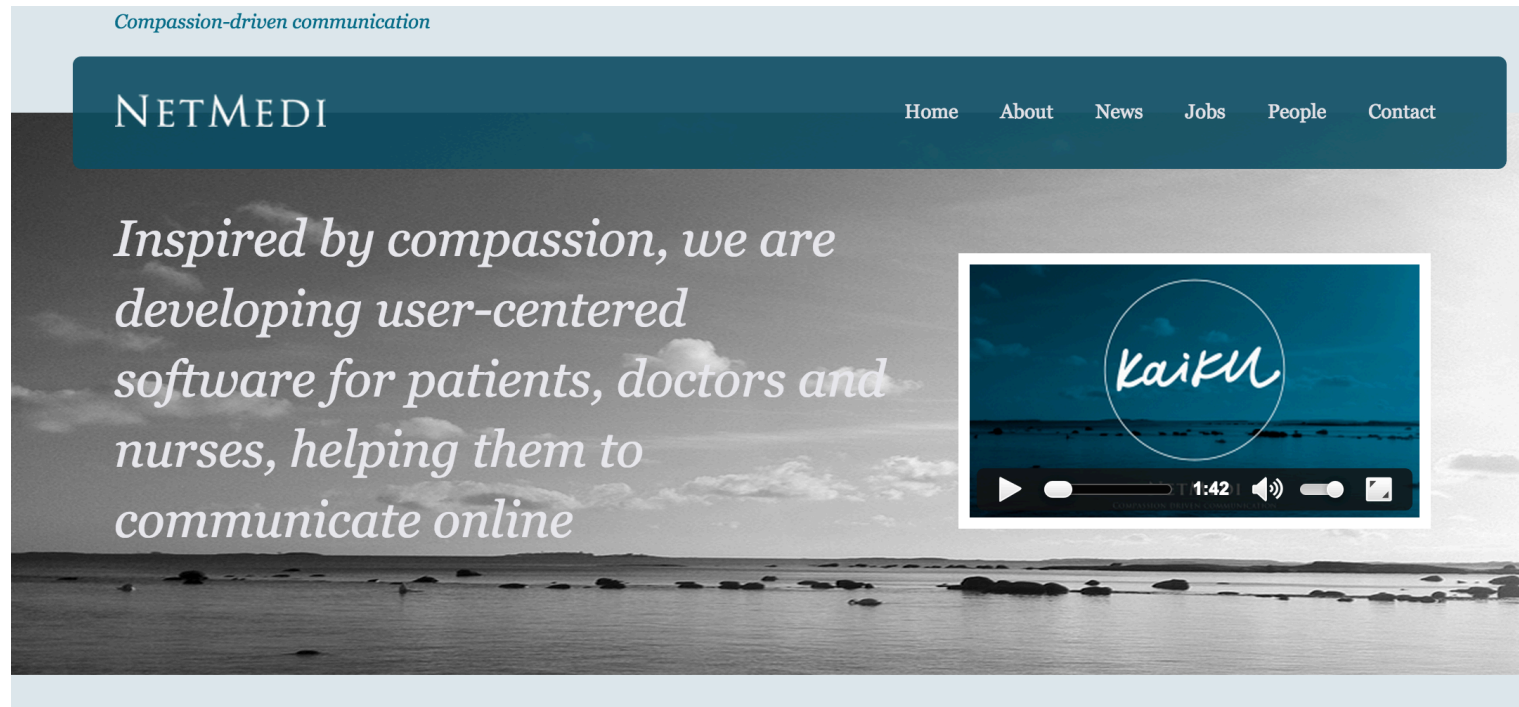 Compassion-driven communication
NETMEDI
Home About News Jobs People Contact
Inspired by compassion, we are
developing user-centered
software for patients, doctors and
nurses, helping them to
communicate online
KaiKU
1:42